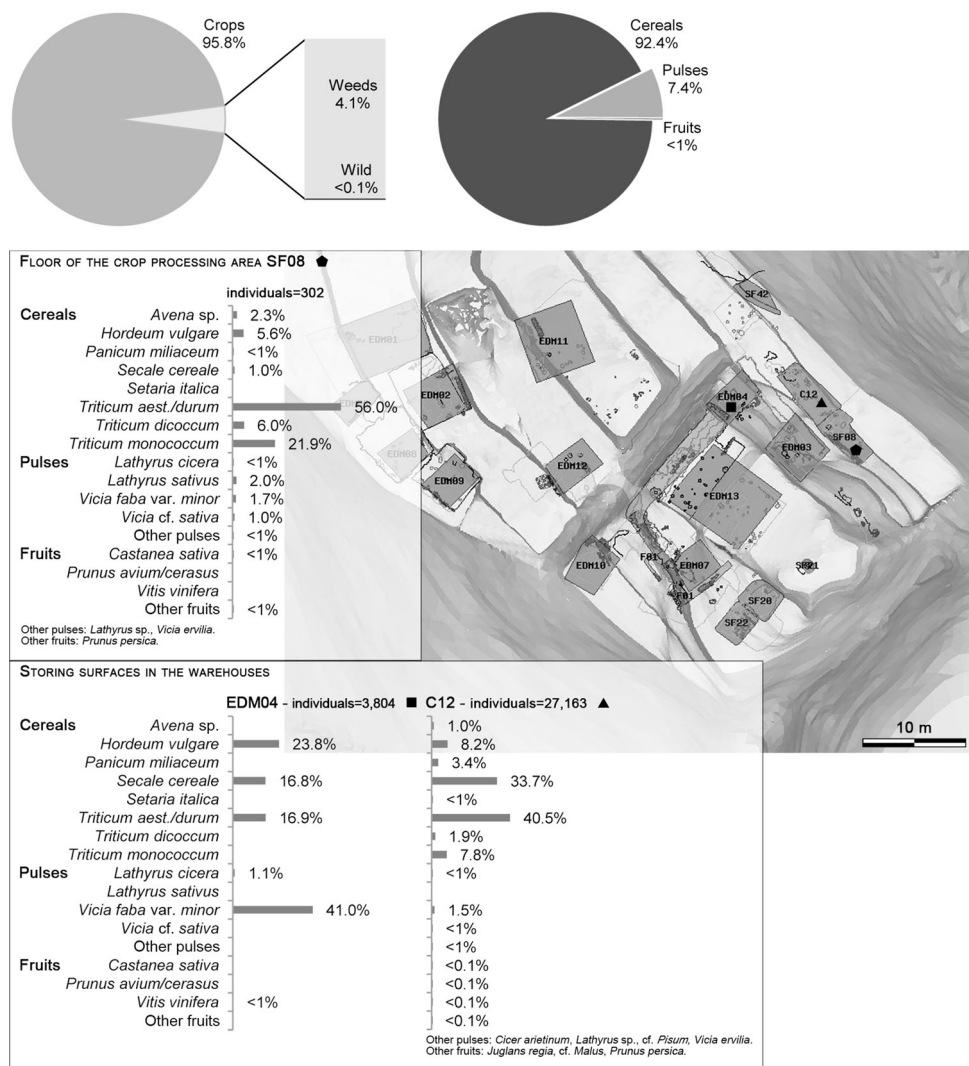 Crops
95.8%
Weeds
4.1%
Wild
<0.1%
Cereals
92.4%
Pulses
7.4%
Fruits
<1%
FLOOR OF THE CROP PROCESSING AREA SF08
individuals=302
Cereals Avena sp. 2.3%
Hordeum vulgare 5.6%
Panicum miliaceum <1%
Secale cereale 1.0%
Setaria italica
Triticum aest./durum 56.0%
Triticum dicoccum 6.0%
Triticum monococcum 21.9%
Pulses Lathyrus cicera <1%
Lathyrus sativus 2.0%
Vicia faba var. minor 1.7%
Vicia cf. sativa 1.0%
Other pulses <1%
Fruits Castanea sativa <1%
Prunus avium/cerasus
Vitis vinifera
Other fruits <1%
Other pulses: Lathyrus sp., Vicia ervilia.
Other fruits: Prunus persica.
EDM01
EDM02
EDM09
EDM11
EDM12
EDM10
F01
F01
EDM07
EDM13
EDM04
EDM03
SF42
C12
SF08
SF21
SF20
SF22
10 m
STORING SURFACES IN THE WAREHOUSES
EDM04 - individuals=3,804 C12 - individuals=27,163
Cereals Avena sp. 1.0%
Hordeum vulgare 23.8% 8.2%
Panicum miliaceum 3.4%
Secale cereale 16.8% 33.7%
Setaria italica <1%
Triticum aest./durum 16.9% 40.5%
Triticum dicoccum 1.9%
Triticum monococcum 7.8%
Pulses Lathyrus cicera 1.1% <1%
Lathyrus sativus
Vicia faba var. minor 41.0% 1.5%
Vicia cf. sativa <1%
Other pulses <1%
Fruits Castanea sativa <0.1%
Prunus avium/cerasus <0.1%
Vitis vinifera <1% <0.1%
Other fruits <0.1%
Other pulses: Cicer arietinum, Lathyrus sp., cf. Pisum, Vicia ervilia.
Other fruits: Juglans regia, cf. Malus, Prunus persica.